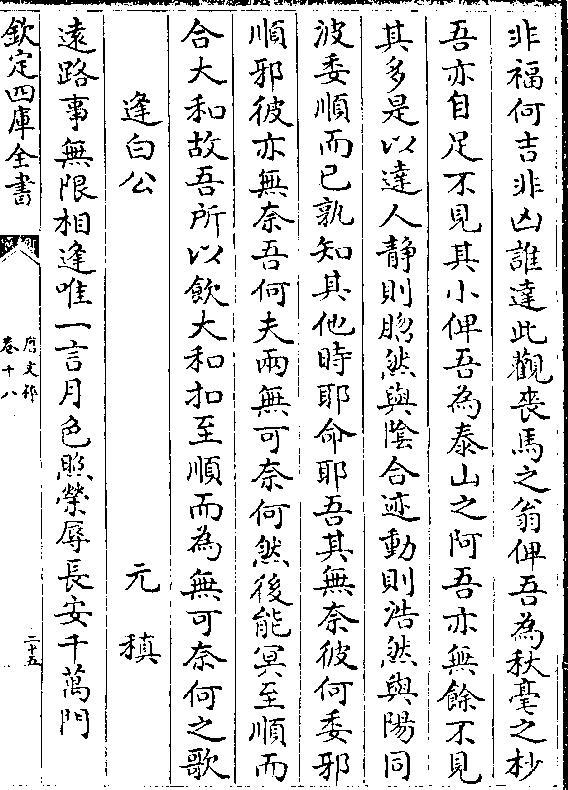 非福何吉非凶誰達此觀喪馬之翁俾吾為秋毫之杪
吾亦自足不見其小俾吾為泰山之阿吾亦無餘不見
其多是以達人静則脗然與陰合迹動則浩然與陽同
波委順而已孰知其他時耶命耶吾其無奈彼何委邪
順邪彼亦無奈吾何夫兩無可奈何然後能冥至順而
合大和故吾所以飲大和扣至順而為無可奈何之歌
逢白公　元稹
遠路事無限相逢唯一言月色照榮辱長安千萬門
欽定四庫全書
唐文粹
卷十八
二十五